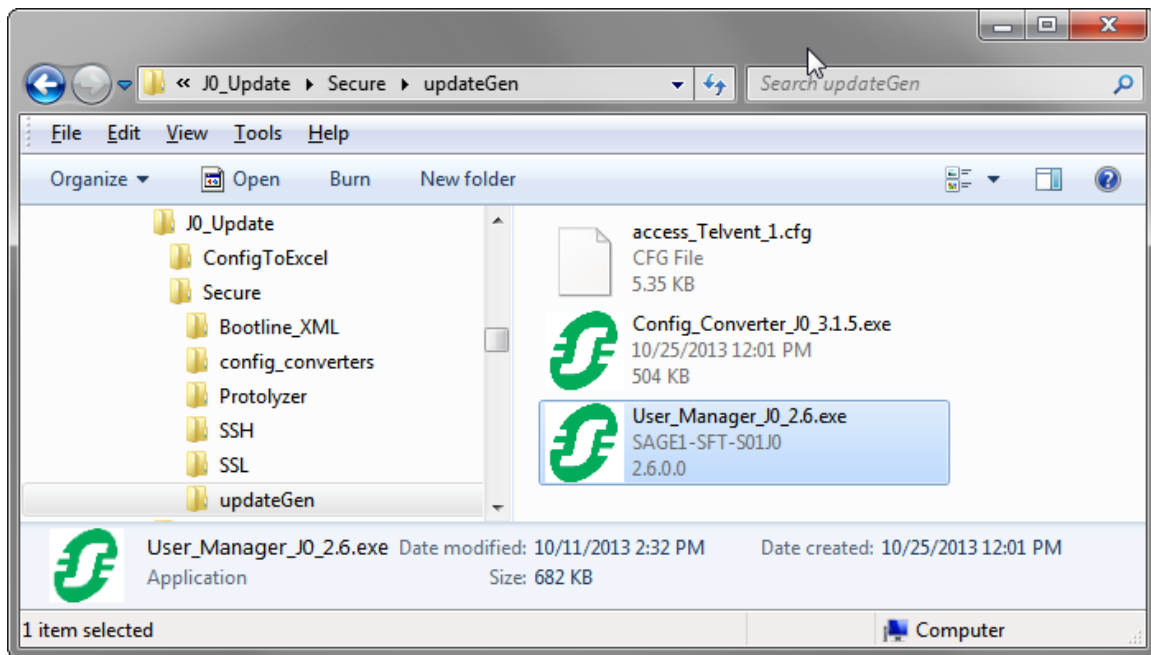 « J0_Update ▸ Secure ▸ updateGen
Search updateGen
File Edit View Tools Help
Organize Open Burn New folder
J0_Update
ConfigToExcel
Secure
Bootline_XML
config_converters
Protolyzer
SSH
SSL
updateGen
access_Telvent_1.cfg
CFG File
5.35 KB
Config_Converter_J0_3.1.5.exe
10/25/2013 12:01 PM
504 KB
User_Manager_J0_2.6.exe
SAGE1-SFT-S01J0
2.6.0.0
User_Manager_J0_2.6.exe Date modified: 10/11/2013 2:32 PM Date created: 10/25/2013 12:01 PM
Application Size: 682 KB
1 item selected Computer